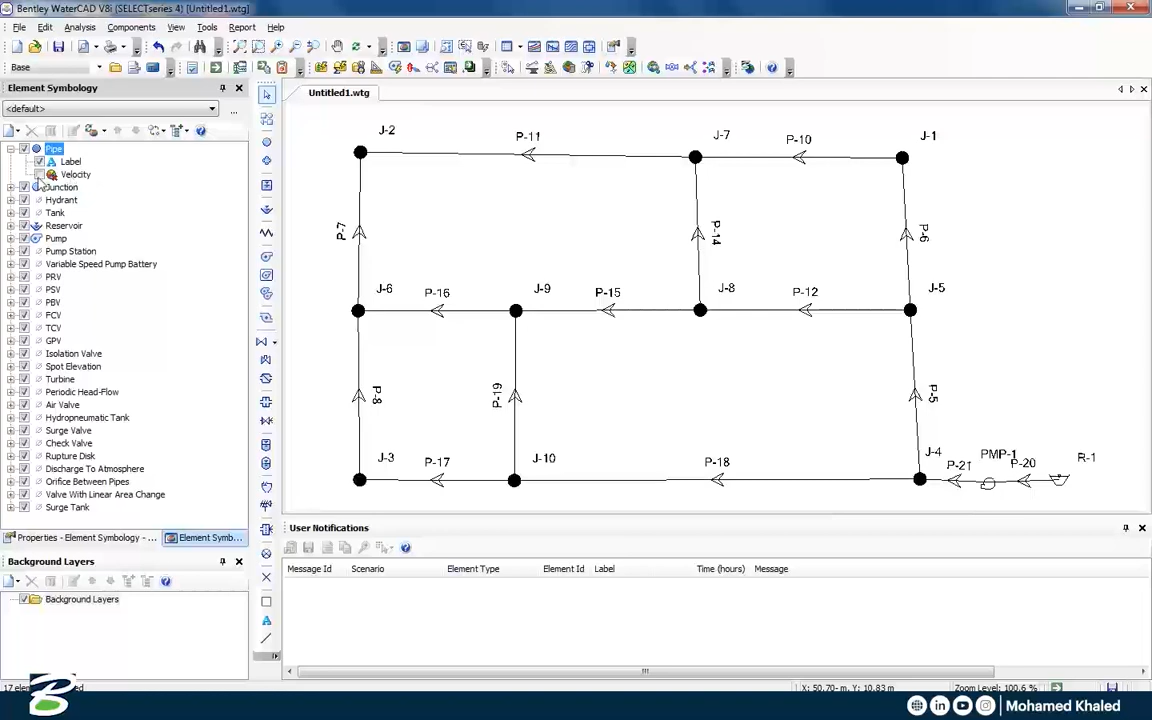 Bentley WaterCAD V8i (SELECTseries 4) [Untitled1.wtg]
File Edit Analysis Components View Tools Report Help
Base
Element Symbology
<default>
Pipe
Label
Velocity
Junction
Hydrant
Tank
Reservoir
Pump
Pump Station
Variable Speed Pump Battery
PRV
PSV
PBV
FCV
TCV
GPV
Isolation Valve
Spot Elevation
Turbine
Periodic Head-Flow
Air Valve
Hydropneumatic Tank
Surge Valve
Check Valve
Rupture Disk
Discharge To Atmosphere
Orifice Between Pipes
Valve With Linear Area Change
Surge Tank
Properties - Element Symbology - ... Element Symb...
Background Layers
Background Layers
Untitled1.wtg
J-2 P-11 J-7 P-10 J-1
P-7 P-14 P-6
J-6 P-16 J-9 P-15 J-8 P-12 J-5
P-8 P-19 P-5
J-3 P-17 J-10 P-18 J-4 P-21 PMP-1 P-20 R-1
User Notifications
Message Id Scenario Element Type Element Id Label Time (hours) Message
X: 50.70 m, Y: 10.83 m Zoom Level: 100.6 %
Mohamed Khaled